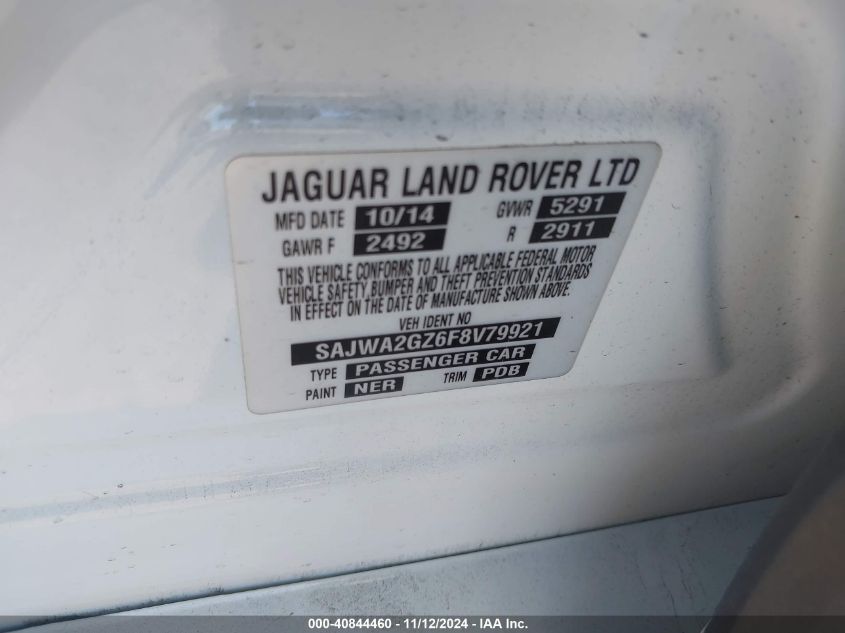 JAGUAR LAND ROVER LTD
MFD DATE 10/14 GVWR 5291
GAWR F 2492 R 2911
THIS VEHICLE CONFORMS TO ALL APPLICABLE FEDERAL MOTOR
VEHICLE SAFETY, BUMPER AND THEFT PREVENTION STANDARDS
IN EFFECT ON THE DATE OF MANUFACTURE SHOWN ABOVE.
VEH IDENT NO
SAJWA2GZ6F8V79921
TYPE PASSENGER CAR
PAINT NER TRIM PDB
000-40844460 - 11/12/2024 - IAA Inc.